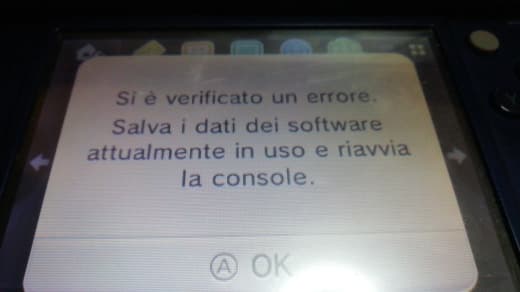 Si è verificato un errore.
Salva i dati dei software
attualmente in uso e riavvia
la console.
A OK